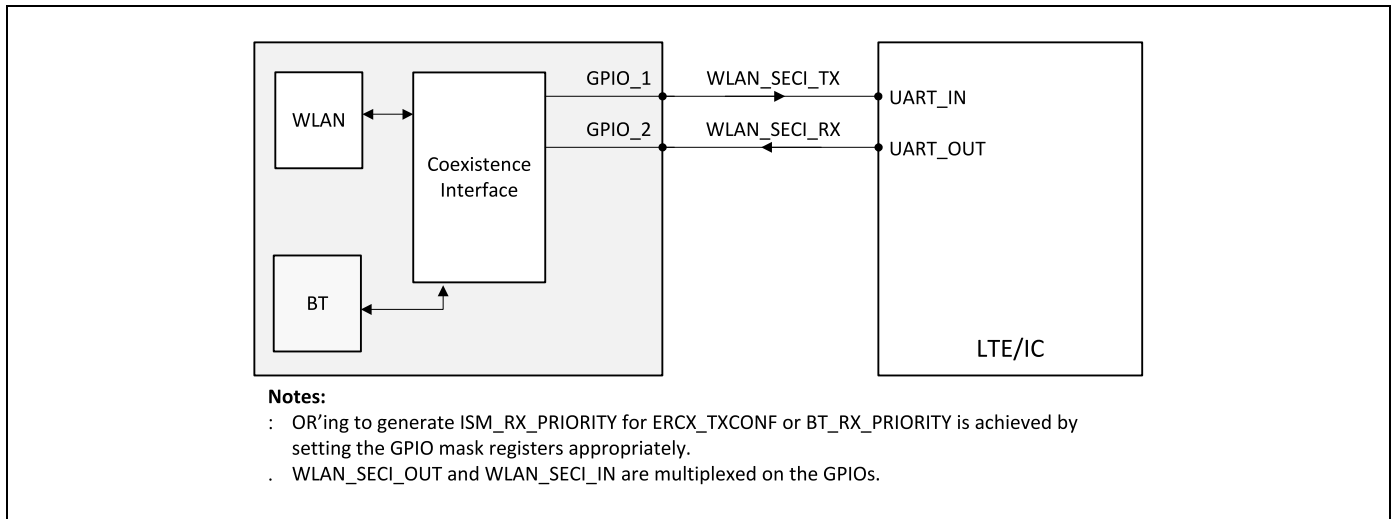 GPIO_1
WLAN_SECI_TX
UART_IN
WLAN
GPIO_2
WLAN_SECI_RX
UART_OUT
Coexistence
Interface
BT
LTE/IC
Notes:
: OR'ing to generate ISM_RX_PRIORITY for ERCX_TXCONF or BT_RX_PRIORITY is achieved by
setting the GPIO mask registers appropriately.
. WLAN_SECI_OUT and WLAN_SECI_IN are multiplexed on the GPIOs.